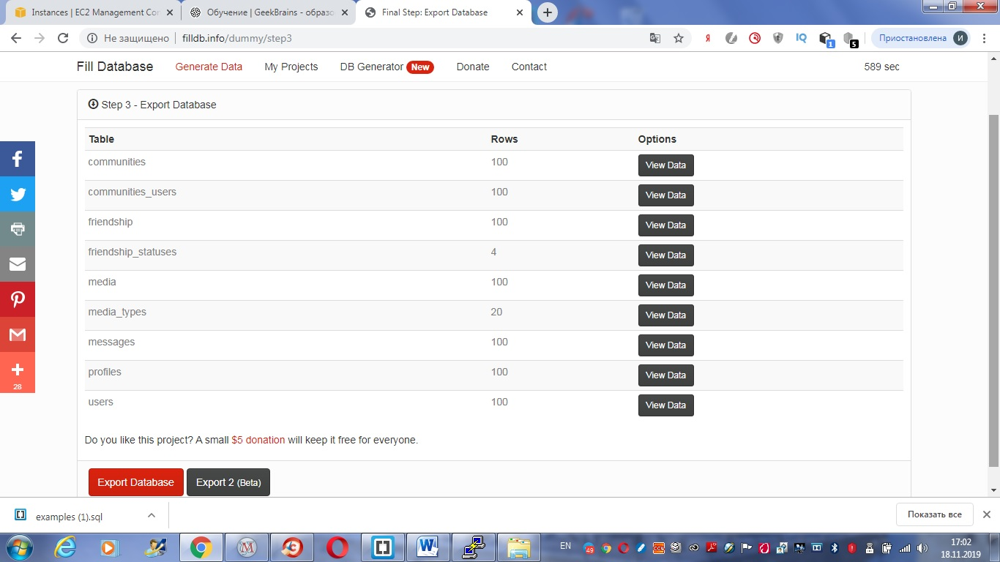 Instances | EC2 Management Con
Обучение | GeekBrains - образо
Final Step: Export Database
Не защищено | filldb.info/dummy/step3
Я
IQ
1
5
Приостановлена
И
Fill Database
Generate Data
My Projects
DB Generator New
Donate
Contact
589 sec
Step 3 - Export Database
Table Rows Options
communities 100 View Data
communities_users 100 View Data
friendship 100 View Data
friendship_statuses 4 View Data
media 100 View Data
media_types 20 View Data
messages 100 View Data
profiles 100 View Data
users 100 View Data
28
Do you like this project? A small $5 donation will keep it free for everyone.
Export Database
Export 2 (Beta)
examples (1).sql
Показать все
EN
49
17:02
18.11.2019